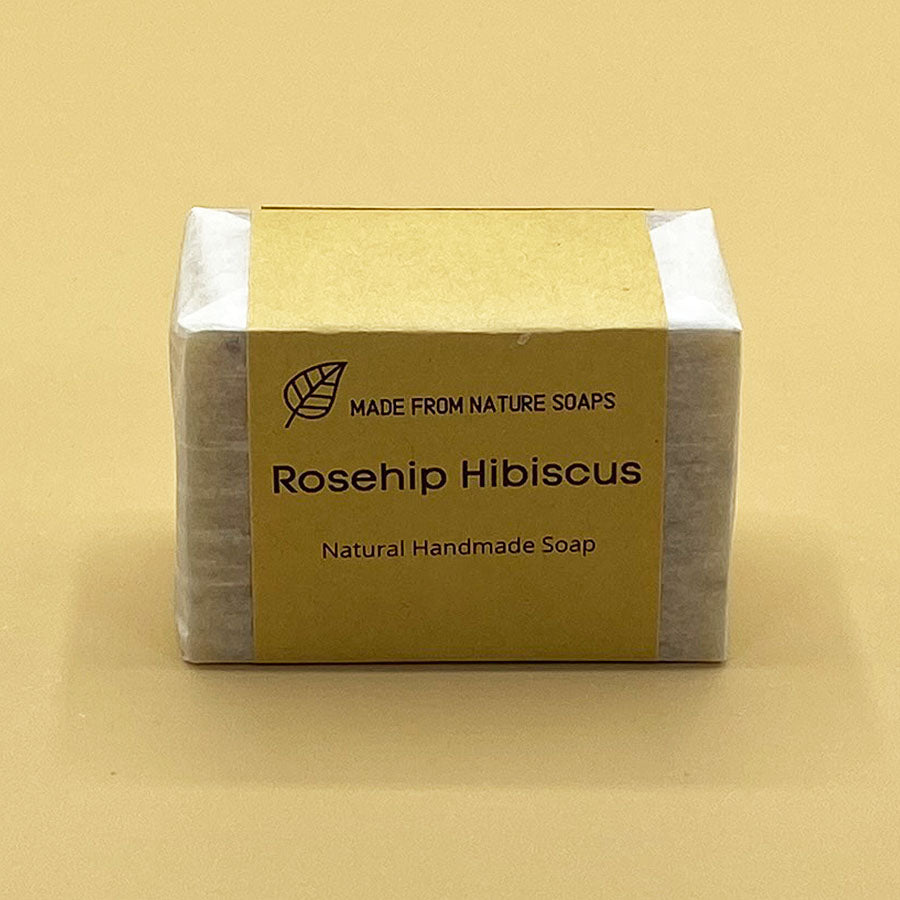 MADE FROM NATURE SOAPS
Rosehip Hibiscus
Natural Handmade Soap